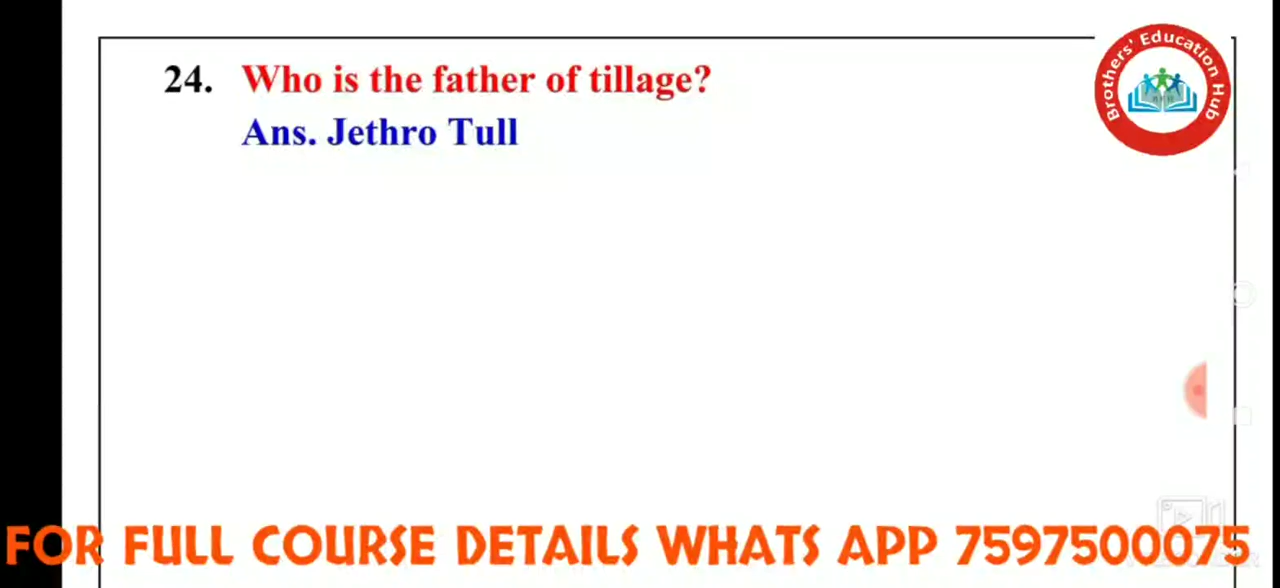 24. Who is the father of tillage?
Ans. Jethro Tull
Brothers' Education Hub
FOR FULL COURSE DETAILS WHATS APP 7597500075